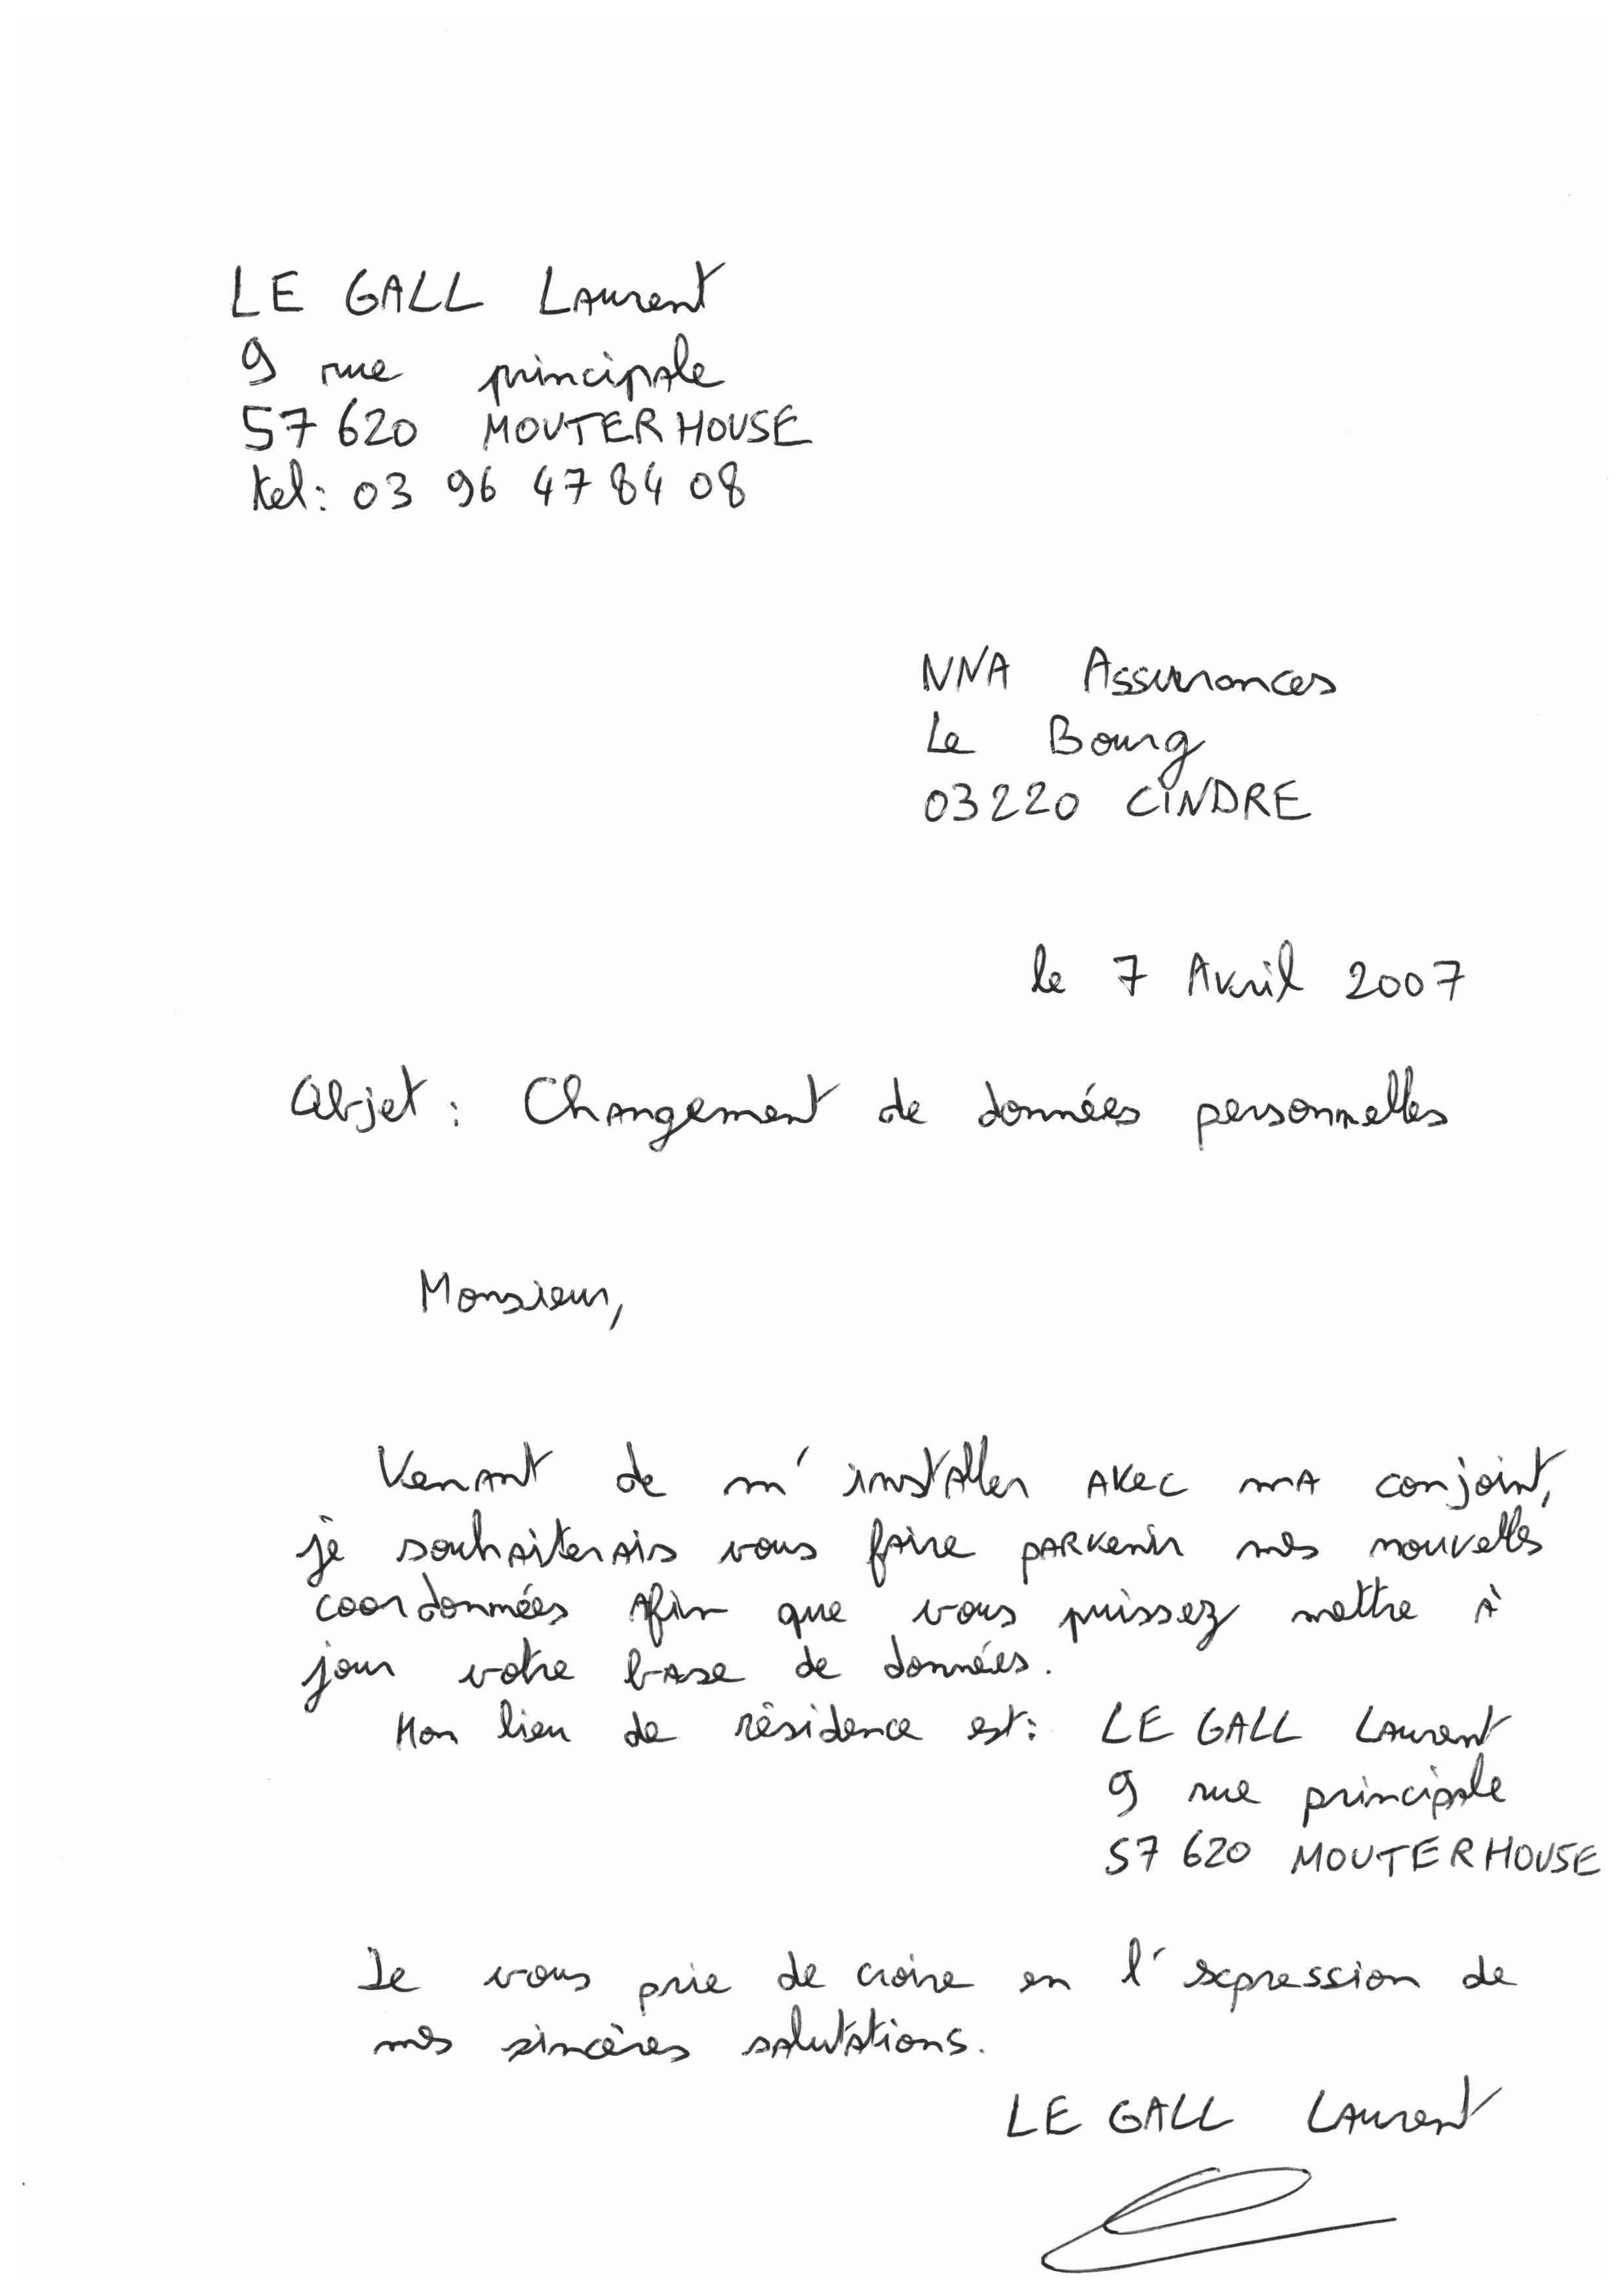 LE GALL Laurent
9 rue principale
57 620 MOUTERHOUSE
tel: 03 96 47 84 08
NNA Assurances
Le Bourg
03220 CINDRE
le 7 Avril 2007
Objet : Changement de données personnelles
Monsieur,
Venant de m'installer avec ma conjoint,
je souhaiterais vous faire parvenir mes nouvelles
coordonnées afin que vous puissez mettre à
jour votre base de données.
Mon lieu de résidence est: LE GALL Laurent
9 rue principale
57 620 MOUTERHOUSE
Je vous prie de croire en l'expression de
mes sincères salutations.
LE GALL Laurent